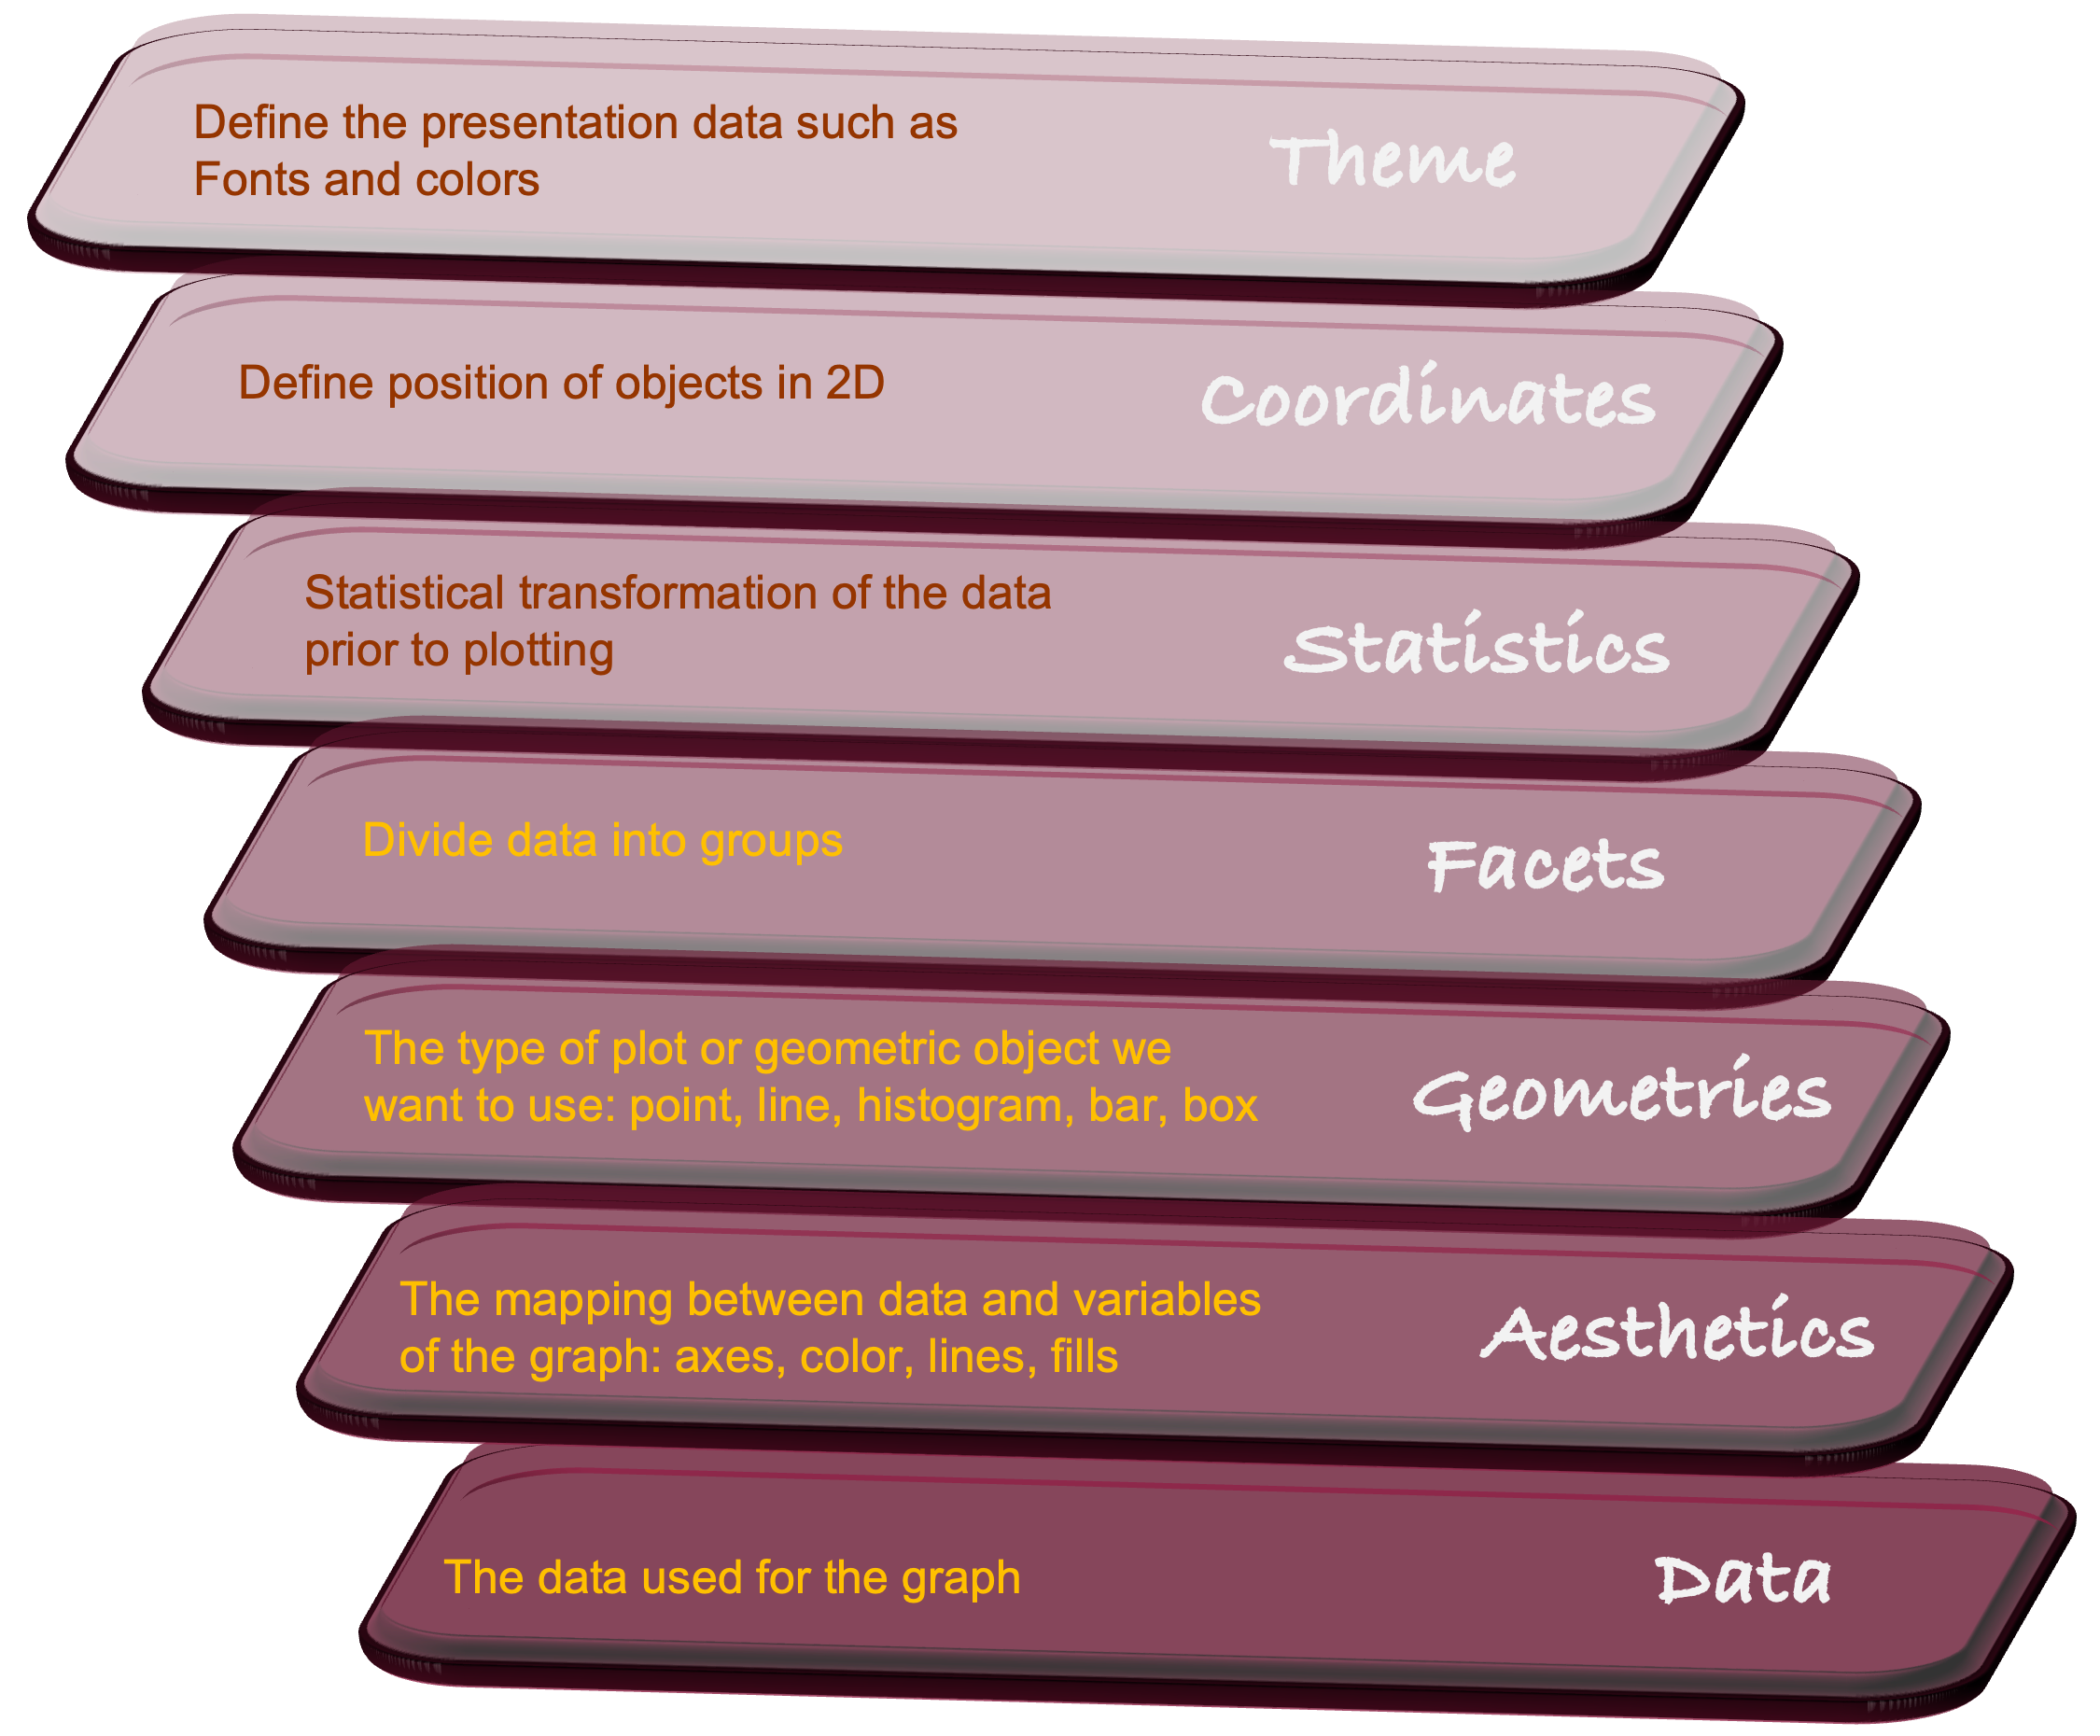 Define the presentation data such as
Fonts and colors
Theme
Define position of objects in 2D
Coordinates
Statistical transformation of the data
prior to plotting
Statistics
Divide data into groups
Facets
The type of plot or geometric object we
want to use: point, line, histogram, bar, box
Geometries
The mapping between data and variables
of the graph: axes, color, lines, fills
Aesthetics
The data used for the graph
Data